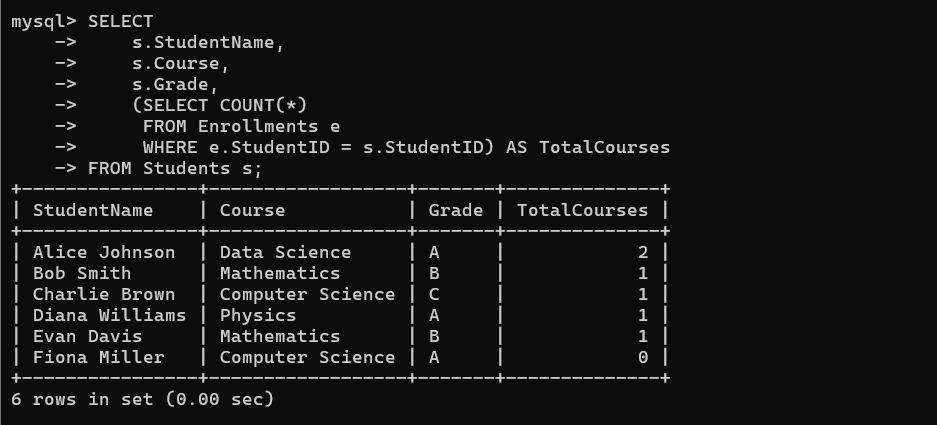 mysql> SELECT
    ->     s.StudentName,
    ->     s.Course,
    ->     s.Grade,
    ->     (SELECT COUNT(*)
    ->      FROM Enrollments e
    ->      WHERE e.StudentID = s.StudentID) AS TotalCourses
    -> FROM Students s;
+----------------+------------------+-------+--------------+
| StudentName    | Course           | Grade | TotalCourses |
+----------------+------------------+-------+--------------+
| Alice Johnson  | Data Science     | A     |            2 |
| Bob Smith      | Mathematics      | B     |            1 |
| Charlie Brown  | Computer Science | C     |            1 |
| Diana Williams | Physics          | A     |            1 |
| Evan Davis     | Mathematics      | B     |            1 |
| Fiona Miller   | Computer Science | A     |            0 |
+----------------+------------------+-------+--------------+
6 rows in set (0.00 sec)